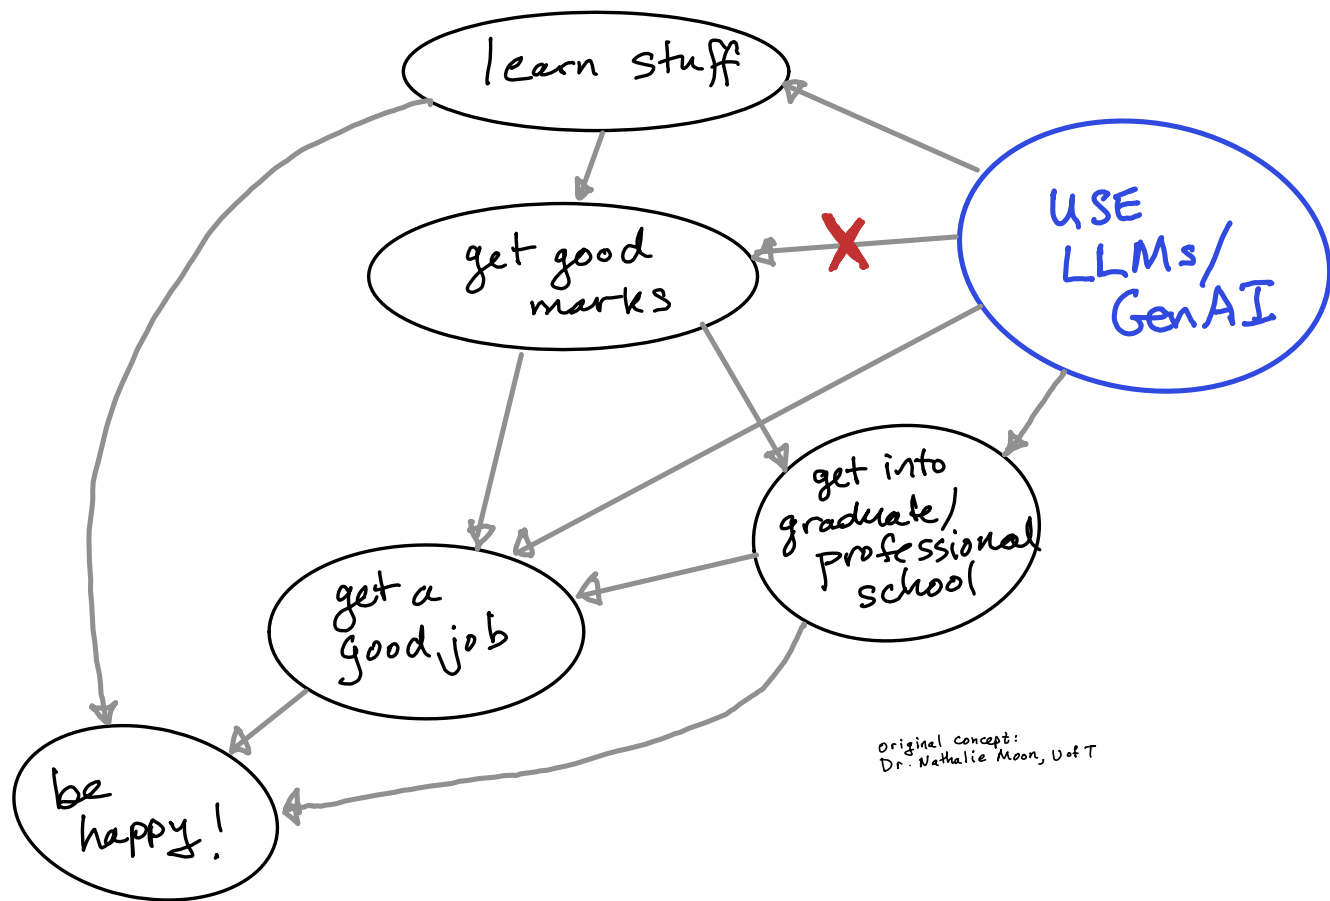 learn stuff
get good
marks
USE
LLMs/
GenAI
get into
graduate/
professional
school
get a
good job
be
happy!
original concept:
Dr. Nathalie Moon, U of T